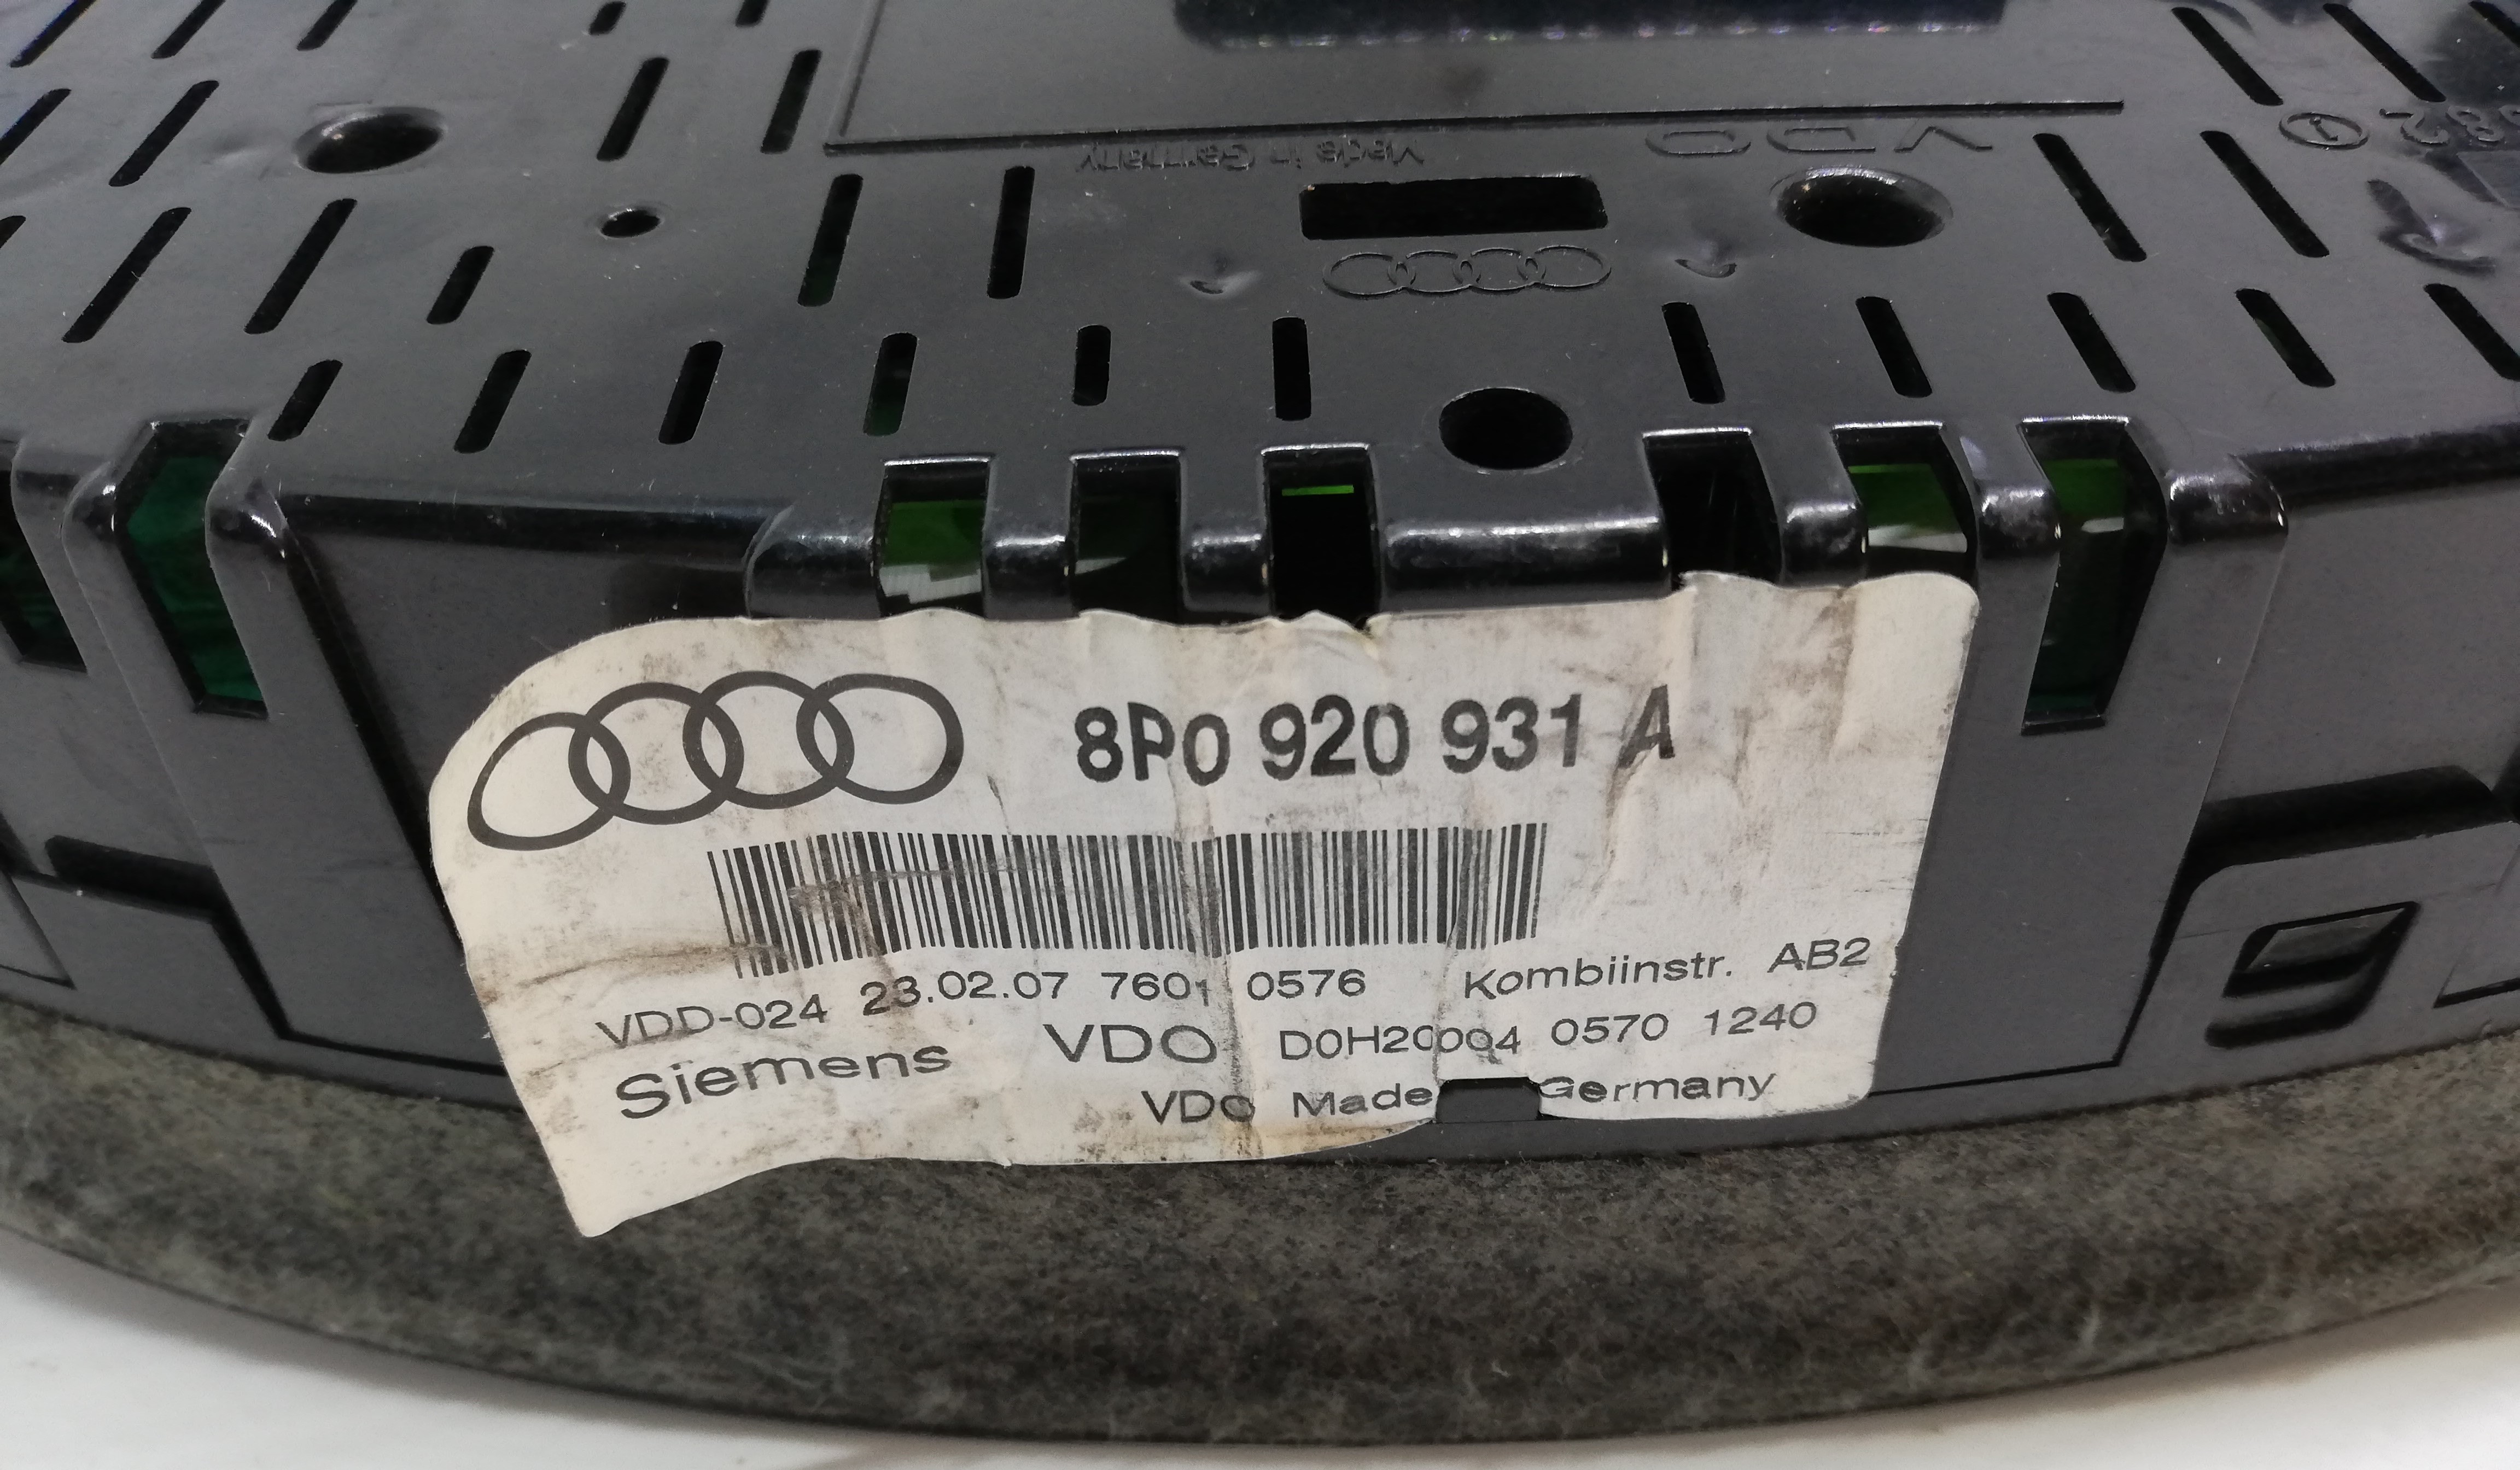 Made in Germany
VDO
8P0 920 931 A
VDD-024 23.02.07 7601 0576 Kombiinstr. AB2
Siemens VDO D0H20004 0570 1240
VDO Made Germany